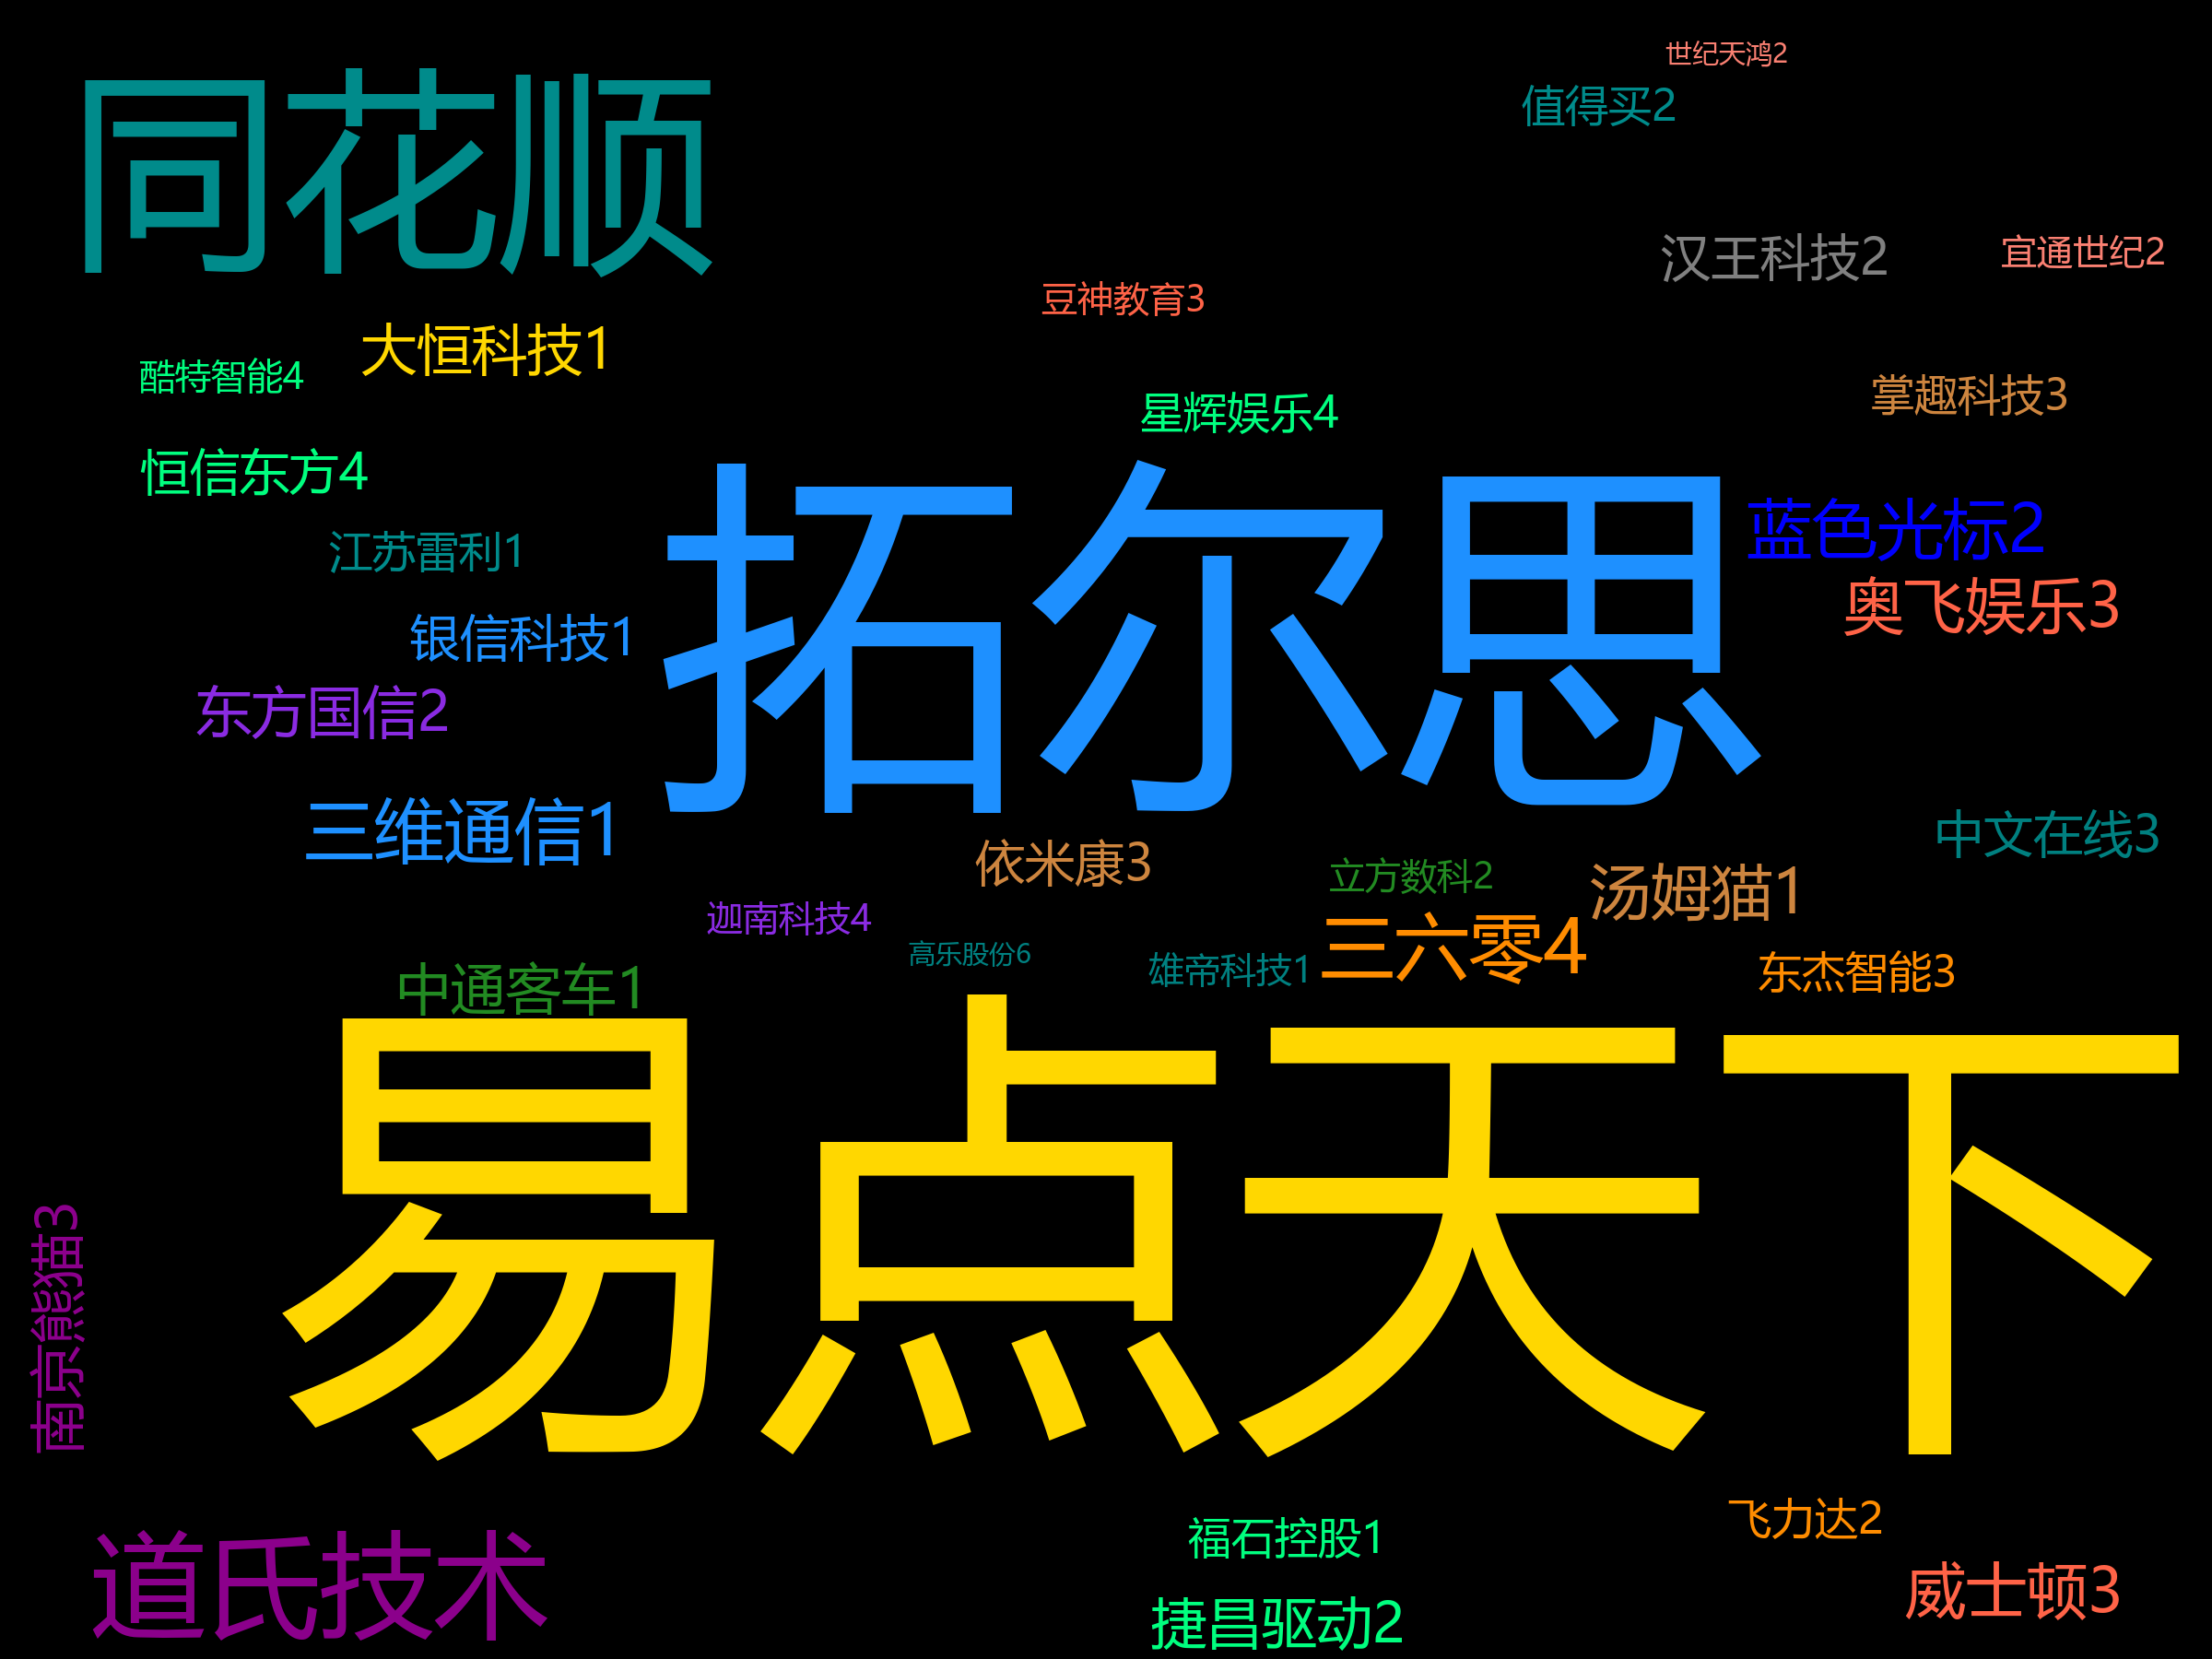 世纪天鸿2
值得买2
同花顺
汉王科技2
宜通世纪2
豆神教育3
大恒科技1
酷特智能4
掌趣科技3
星辉娱乐4
恒信东方4
拓尔思
蓝色光标2
江苏雷利1
奥飞娱乐3
银信科技1
东方国信2
三维通信1
中文在线3
依米康3
立方数科2
汤姆猫1
迦南科技4
三六零4
高乐股份6
雄帝科技1
东杰智能3
中通客车1
易点天下
南京熊猫3
福石控股1
飞力达2
道氏技术
捷昌驱动2
威士顿3